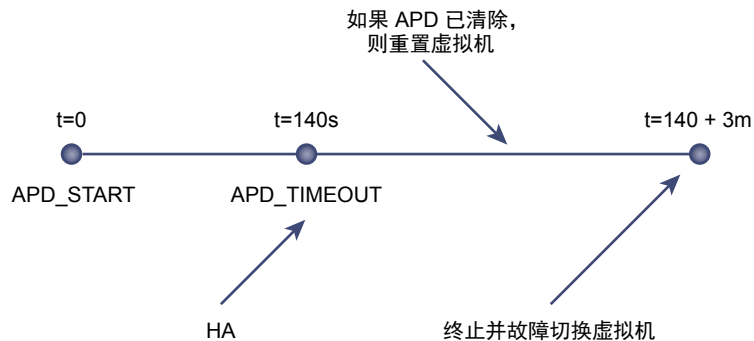 如果 APD 已清除，
则重置虚拟机
t=0
t=140s
t=140 + 3m
APD_START
APD_TIMEOUT
HA
终止并故障切换虚拟机